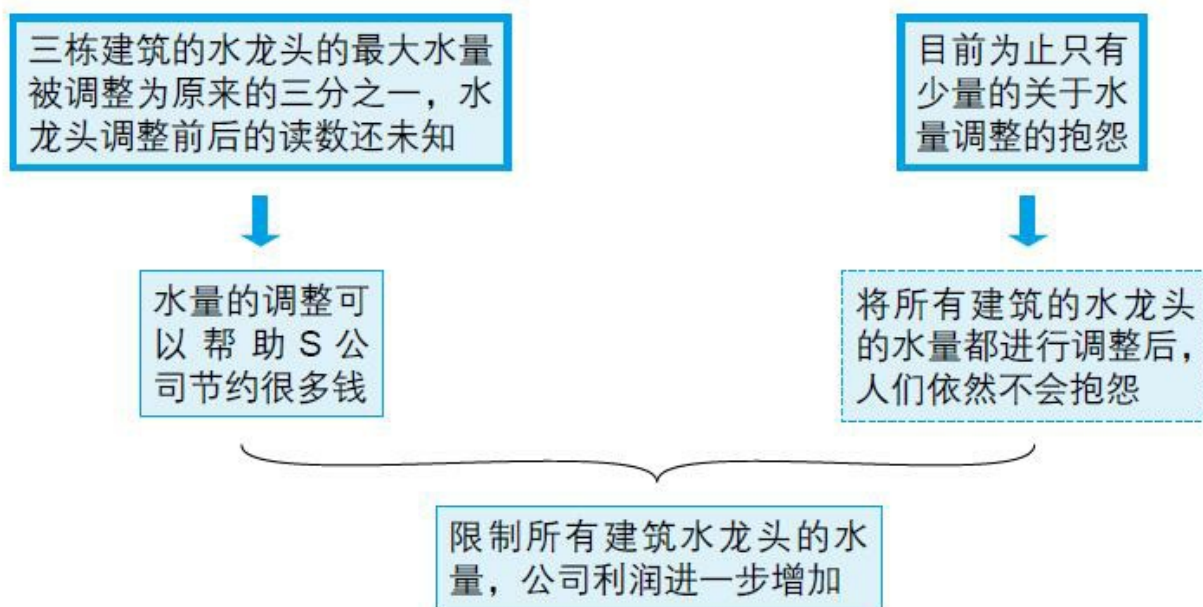 三栋建筑的水龙头的最大水量
被调整为原来的三分之一，水
龙头调整前后的读数还未知
目前为止只有
少量的关于水
量调整的抱怨
水量的调整可
以帮助S公
司节约很多钱
将所有建筑的水龙头
的水量都进行调整后，
人们依然不会抱怨
限制所有建筑水龙头的水
量，公司利润进一步增加